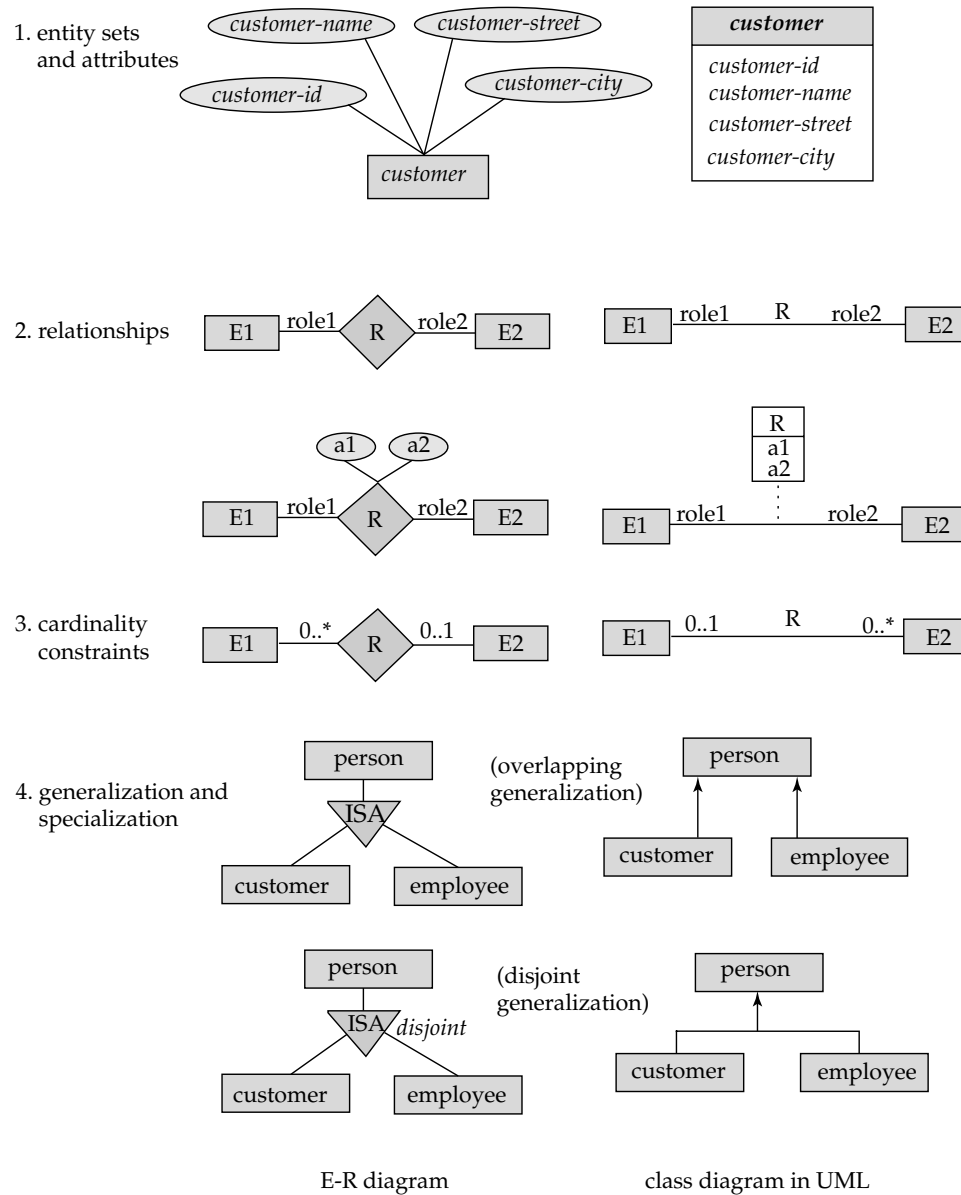 1. entity sets
and attributes
customer-name
customer-street
customer-id
customer-city
customer
customer
customer-id
customer-name
customer-street
customer-city
2. relationships
E1 role1 R role2 E2
E1 role1 R role2 E2
a1 a2
E1 role1 R role2 E2
R
a1
a2
E1 role1 role2 E2
3. cardinality
constraints
E1 0..* R 0..1 E2
E1 0..1 R 0..* E2
4. generalization and
specialization
person
ISA
customer employee
(overlapping
generalization)
person
customer employee
person
ISA disjoint
customer employee
(disjoint
generalization)
person
customer employee
E-R diagram
class diagram in UML